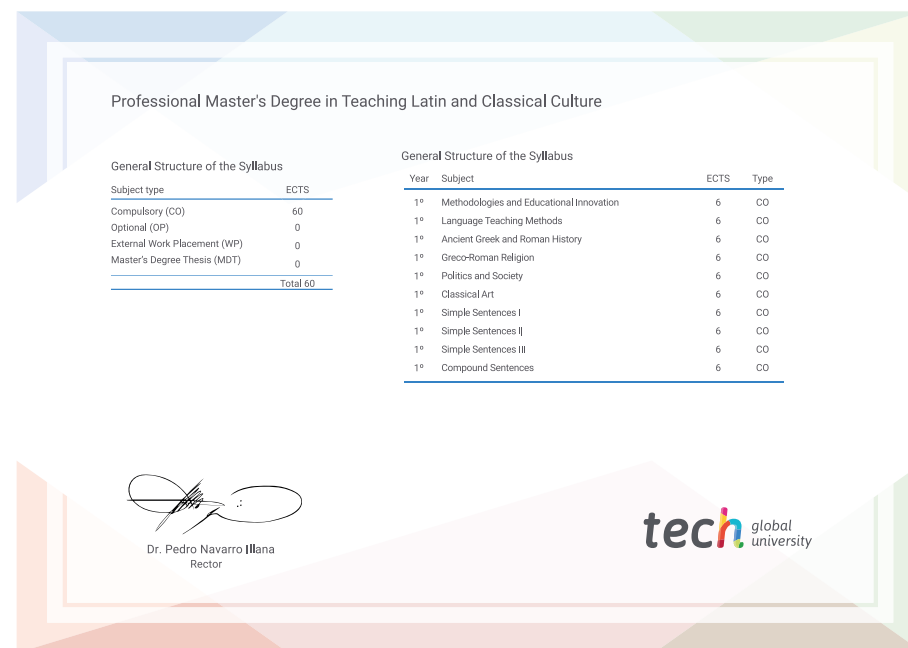 Professional Master's Degree in Teaching Latin and Classical Culture
General Structure of the Syllabus
Subject type ECTS
Compulsory (CO) 60
Optional (OP) 0
External Work Placement (WP) 0
Master's Degree Thesis (MDT) 0
Total 60
General Structure of the Syllabus
Year Subject ECTS Type
1º Methodologies and Educational Innovation 6 CO
1º Language Teaching Methods 6 CO
1º Ancient Greek and Roman History 6 CO
1º Greco-Roman Religion 6 CO
1º Politics and Society 6 CO
1º Classical Art 6 CO
1º Simple Sentences I 6 CO
1º Simple Sentences II 6 CO
1º Simple Sentences III 6 CO
1º Compound Sentences 6 CO
Dr. Pedro Navarro Illana
Rector
tech global
university